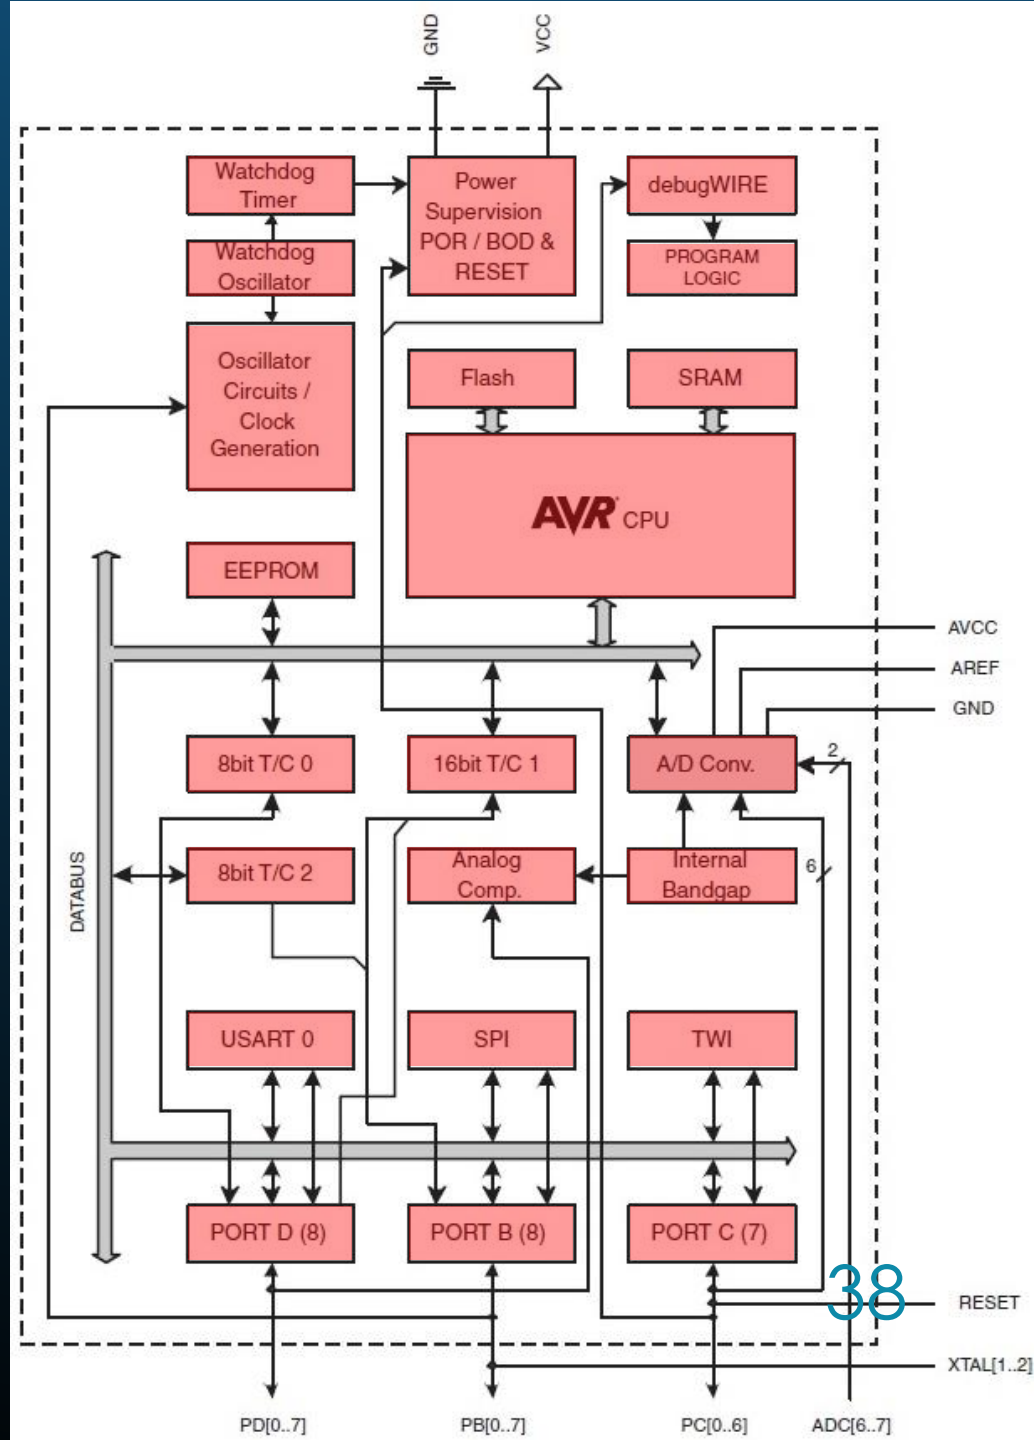 GND
VCC
Watchdog
Timer
Power
Supervision
POR / BOD &
RESET
debugWIRE
Watchdog
Oscillator
PROGRAM
LOGIC
Oscillator
Circuits /
Clock
Generation
Flash
SRAM
AVR CPU
EEPROM
AVCC
AREF
GND
8bit T/C 0
16bit T/C 1
A/D Conv.
2
DATABUS
8bit T/C 2
Analog
Comp.
Internal
Bandgap
6
USART 0
SPI
TWI
PORT D (8)
PORT B (8)
PORT C (7)
38
RESET
XTAL[1..2]
PD[0..7]
PB[0..7]
PC[0..6]
ADC[6..7]